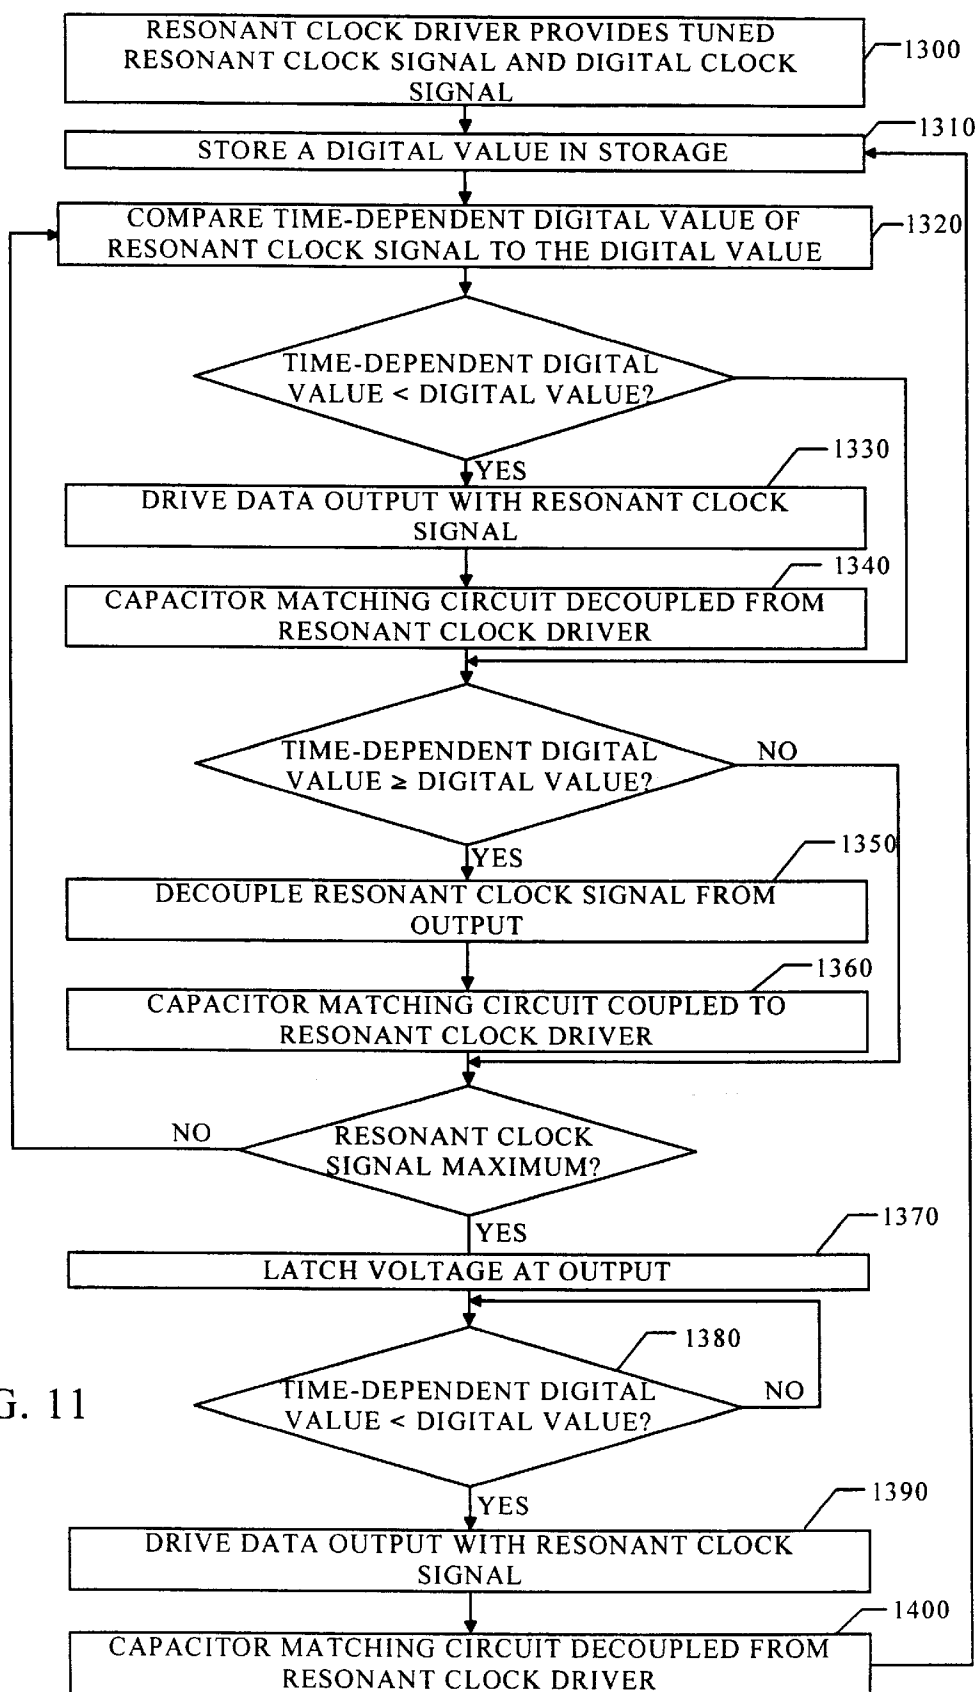 RESONANT CLOCK DRIVER PROVIDES TUNED
RESONANT CLOCK SIGNAL AND DIGITAL CLOCK
SIGNAL
1300
1310
STORE A DIGITAL VALUE IN STORAGE
COMPARE TIME-DEPENDENT DIGITAL VALUE OF
RESONANT CLOCK SIGNAL TO THE DIGITAL VALUE
1320
TIME-DEPENDENT DIGITAL
VALUE < DIGITAL VALUE?
YES
1330
DRIVE DATA OUTPUT WITH RESONANT CLOCK
SIGNAL
1340
CAPACITOR MATCHING CIRCUIT DECOUPLED FROM
RESONANT CLOCK DRIVER
TIME-DEPENDENT DIGITAL
VALUE ≥ DIGITAL VALUE?
NO
YES
1350
DECOUPLE RESONANT CLOCK SIGNAL FROM
OUTPUT
1360
CAPACITOR MATCHING CIRCUIT COUPLED TO
RESONANT CLOCK DRIVER
NO
RESONANT CLOCK
SIGNAL MAXIMUM?
YES
1370
LATCH VOLTAGE AT OUTPUT
1380
TIME-DEPENDENT DIGITAL
VALUE < DIGITAL VALUE?
NO
G. 11
YES
1390
DRIVE DATA OUTPUT WITH RESONANT CLOCK
SIGNAL
1400
CAPACITOR MATCHING CIRCUIT DECOUPLED FROM
RESONANT CLOCK DRIVER